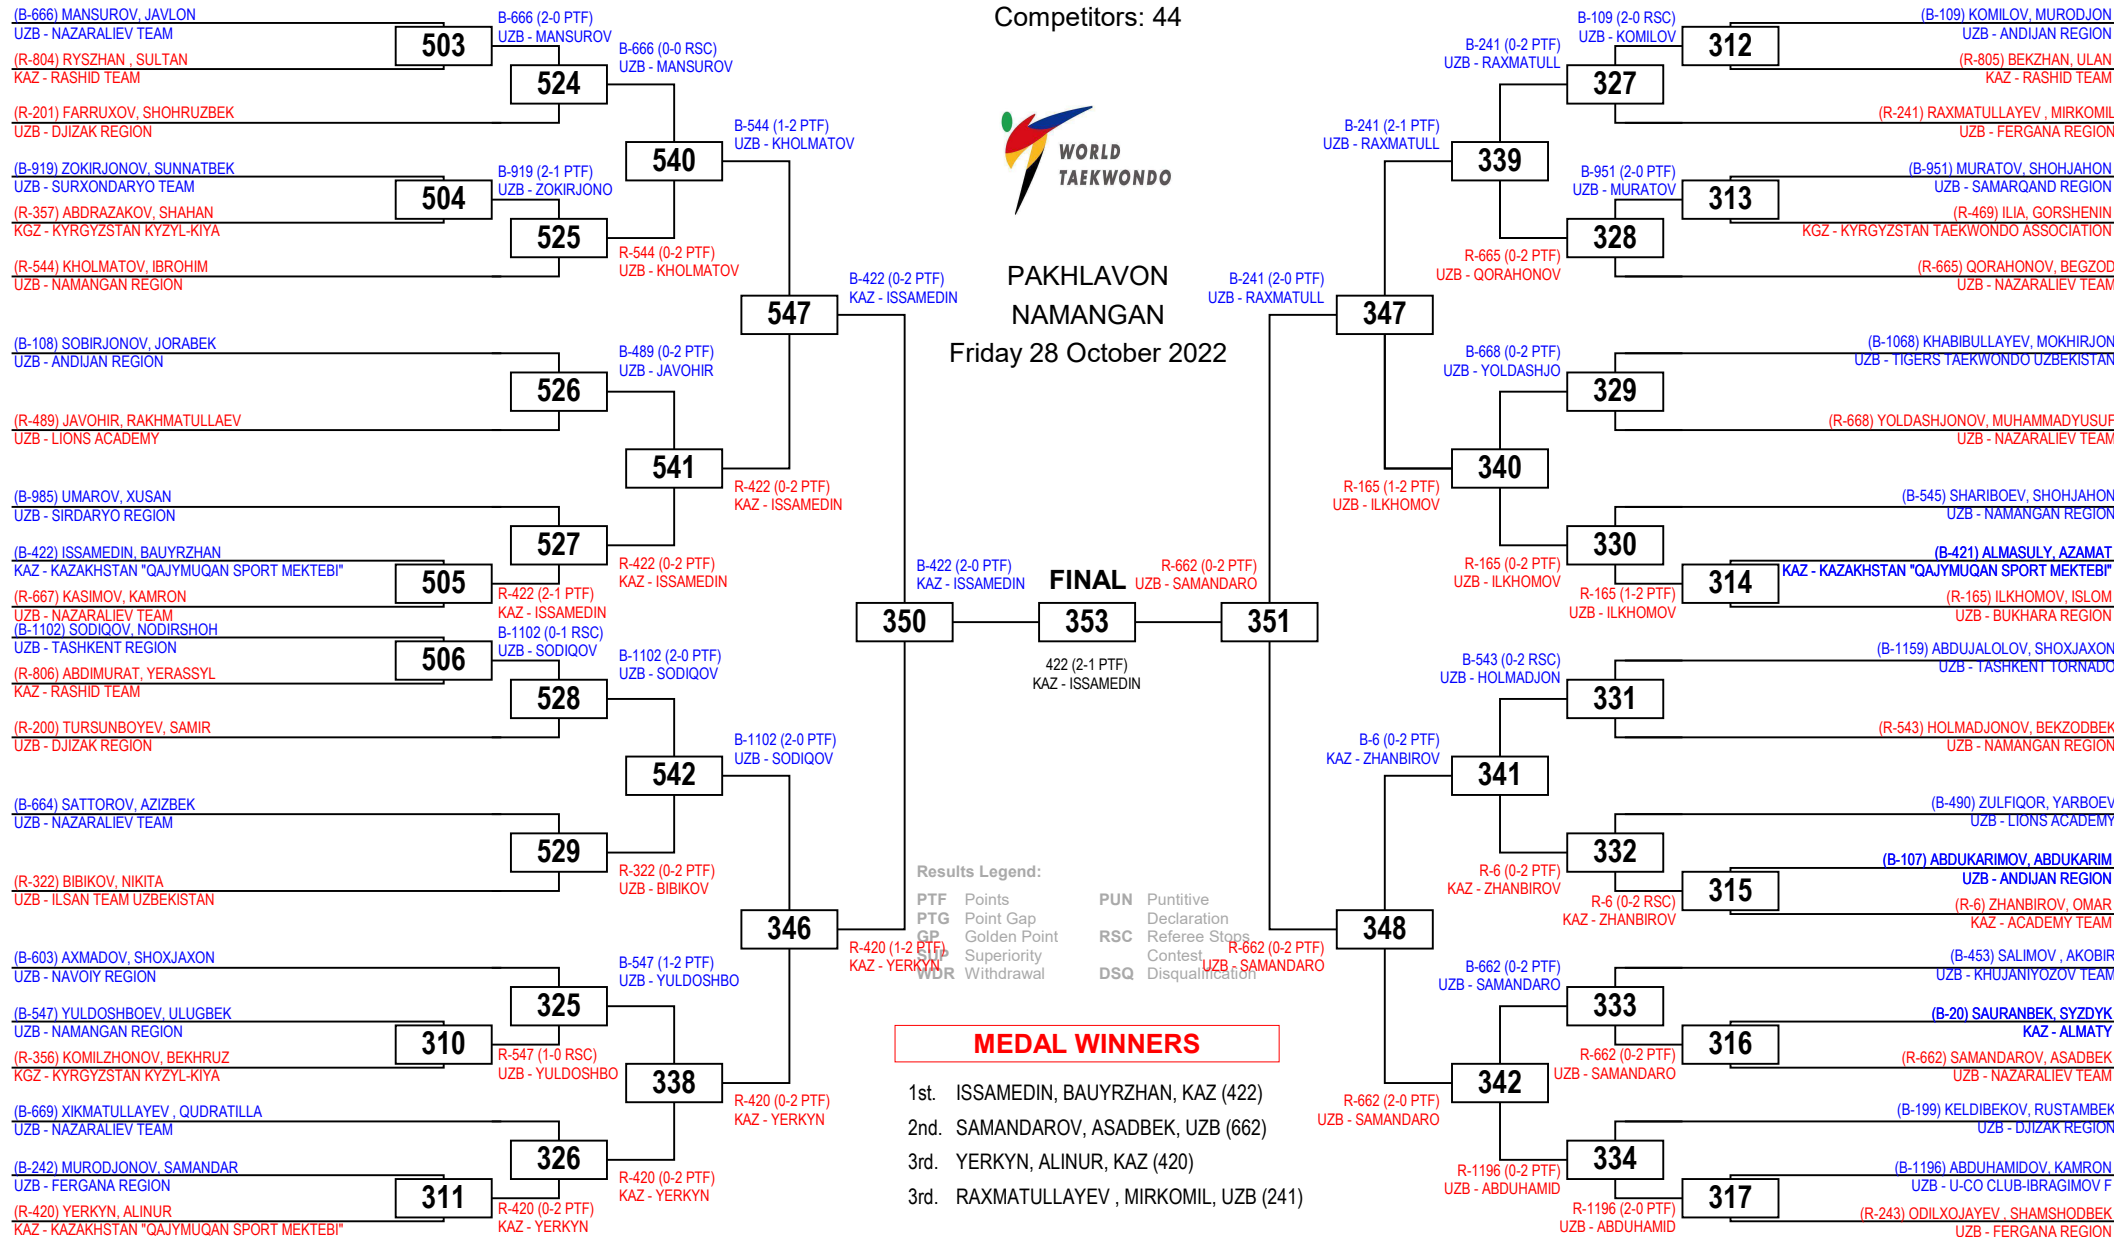 Competitors: 44
WORLD
TAEKWONDO
PAKHLAVON
NAMANGAN
Friday 28 October 2022
(B-666) MANSUROV, JAVLON
UZB - NAZARALIEV TEAM
503
(R-804) RYSZHAN , SULTAN
KAZ - RASHID TEAM
B-666 (2-0 PTF)
UZB - MANSUROV
524
(R-201) FARRUXOV, SHOHRUZBEK
UZB - DJIZAK REGION
B-666 (0-0 RSC)
UZB - MANSUROV
540
(B-919) ZOKIRJONOV, SUNNATBEK
UZB - SURXONDARYO TEAM
504
(R-357) ABDRAZAKOV, SHAHAN
KGZ - KYRGYZSTAN KYZYL-KIYA
B-919 (2-1 PTF)
UZB - ZOKIRJONO
525
(R-544) KHOLMATOV, IBROHIM
UZB - NAMANGAN REGION
R-544 (0-2 PTF)
UZB - KHOLMATOV
B-544 (1-2 PTF)
UZB - KHOLMATOV
547
(B-108) SOBIRJONOV, JORABEK
UZB - ANDIJAN REGION
526
(R-489) JAVOHIR, RAKHMATULLAEV
UZB - LIONS ACADEMY
B-489 (0-2 PTF)
UZB - JAVOHIR
541
(B-985) UMAROV, XUSAN
UZB - SIRDARYO REGION
527
(B-422) ISSAMEDIN, BAUYRZHAN
KAZ - KAZAKHSTAN "QAJYMUQAN SPORT MEKTEBI"
505
(R-667) KASIMOV, KAMRON
UZB - NAZARALIEV TEAM
R-422 (2-1 PTF)
KAZ - ISSAMEDIN
R-422 (0-2 PTF)
KAZ - ISSAMEDIN
R-422 (0-2 PTF)
KAZ - ISSAMEDIN
B-422 (0-2 PTF)
KAZ - ISSAMEDIN
350
(B-1102) SODIQOV, NODIRSHOH
UZB - TASHKENT REGION
506
(R-806) ABDIMURAT, YERASSYL
KAZ - RASHID TEAM
B-1102 (0-1 RSC)
UZB - SODIQOV
528
(R-200) TURSUNBOYEV, SAMIR
UZB - DJIZAK REGION
B-1102 (2-0 PTF)
UZB - SODIQOV
542
(B-664) SATTOROV, AZIZBEK
UZB - NAZARALIEV TEAM
529
(R-322) BIBIKOV, NIKITA
UZB - ILSAN TEAM UZBEKISTAN
R-322 (0-2 PTF)
UZB - BIBIKOV
B-1102 (2-0 PTF)
UZB - SODIQOV
346
(B-603) AXMADOV, SHOXJAXON
UZB - NAVOIY REGION
325
(B-547) YULDOSHBOEV, ULUGBEK
UZB - NAMANGAN REGION
310
(R-356) KOMILZHONOV, BEKHRUZ
KGZ - KYRGYZSTAN KYZYL-KIYA
R-547 (1-0 RSC)
UZB - YULDOSHBO
B-547 (1-2 PTF)
UZB - YULDOSHBO
338
(B-669) XIKMATULLAYEV , QUDRATILLA
UZB - NAZARALIEV TEAM
326
(B-242) MURODJONOV, SAMANDAR
UZB - FERGANA REGION
311
(R-420) YERKYN, ALINUR
KAZ - KAZAKHSTAN "QAJYMUQAN SPORT MEKTEBI"
R-420 (0-2 PTF)
KAZ - YERKYN
R-420 (0-2 PTF)
KAZ - YERKYN
R-420 (0-2 PTF)
KAZ - YERKYN
R-420 (1-2 PTF)
KAZ - YERKYN
B-422 (2-0 PTF)
KAZ - ISSAMEDIN
FINAL
353
422 (2-1 PTF)
KAZ - ISSAMEDIN
R-662 (0-2 PTF)
UZB - SAMANDARO
351
B-109 (2-0 RSC)
UZB - KOMILOV
312
(B-109) KOMILOV, MURODJON
UZB - ANDIJAN REGION
(R-805) BEKZHAN, ULAN
KAZ - RASHID TEAM
B-241 (0-2 PTF)
UZB - RAXMATULL
327
(R-241) RAXMATULLAYEV , MIRKOMIL
UZB - FERGANA REGION
B-241 (2-1 PTF)
UZB - RAXMATULL
339
B-951 (2-0 PTF)
UZB - MURATOV
313
(B-951) MURATOV, SHOHJAHON
UZB - SAMARQAND REGION
(R-469) ILIA, GORSHENIN
KGZ - KYRGYZSTAN TAEKWONDO ASSOCIATION
328
R-665 (0-2 PTF)
UZB - QORAHONOV
(R-665) QORAHONOV, BEGZOD
UZB - NAZARALIEV TEAM
B-241 (2-0 PTF)
UZB - RAXMATULL
347
B-668 (0-2 PTF)
UZB - YOLDASHJO
329
(B-1068) KHABIBULLAYEV, MOKHIRJON
UZB - TIGERS TAEKWONDO UZBEKISTAN
(R-668) YOLDASHJONOV, MUHAMMADYUSUF
UZB - NAZARALIEV TEAM
340
R-165 (1-2 PTF)
UZB - ILKHOMOV
(B-545) SHARIBOEV, SHOHJAHON
UZB - NAMANGAN REGION
330
R-165 (0-2 PTF)
UZB - ILKHOMOV
(B-421) ALMASULY, AZAMAT
KAZ - KAZAKHSTAN "QAJYMUQAN SPORT MEKTEBI"
314
R-165 (1-2 PTF)
UZB - ILKHOMOV
(R-165) ILKHOMOV, ISLOM
UZB - BUKHARA REGION
(B-1159) ABDUJALOLOV, SHOXJAXON
UZB - TASHKENT TORNADO
B-543 (0-2 RSC)
UZB - HOLMADJON
331
(R-543) HOLMADJONOV, BEKZODBEK
UZB - NAMANGAN REGION
B-6 (0-2 PTF)
KAZ - ZHANBIROV
341
(B-490) ZULFIQOR, YARBOEV
UZB - LIONS ACADEMY
332
R-6 (0-2 PTF)
KAZ - ZHANBIROV
(B-107) ABDUKARIMOV, ABDUKARIM
UZB - ANDIJAN REGION
315
R-6 (0-2 RSC)
KAZ - ZHANBIROV
(R-6) ZHANBIROV, OMAR
KAZ - ACADEMY TEAM
348
R-662 (0-2 PTF)
UZB - SAMANDARO
B-662 (0-2 PTF)
UZB - SAMANDARO
333
(B-453) SALIMOV , AKOBIR
UZB - KHUJANIYOZOV TEAM
(B-20) SAURANBEK, SYZDYK
KAZ - ALMATY
316
R-662 (0-2 PTF)
UZB - SAMANDARO
(R-662) SAMANDAROV, ASADBEK
UZB - NAZARALIEV TEAM
342
R-662 (2-0 PTF)
UZB - SAMANDARO
(B-199) KELDIBEKOV, RUSTAMBEK
UZB - DJIZAK REGION
334
R-1196 (0-2 PTF)
UZB - ABDUHAMID
(B-1196) ABDUHAMIDOV, KAMRON
UZB - U-CO CLUB-IBRAGIMOV F
317
R-1196 (2-0 PTF)
UZB - ABDUHAMID
(R-243) ODILXOJAYEV , SHAMSHODBEK
UZB - FERGANA REGION
Results Legend:
PTF Points
PTG Point Gap
GP Golden Point
SUP Superiority
WDR Withdrawal
PUN Puntitive
Declaration
RSC Referee Stops
Contest
DSQ Disqualification
MEDAL WINNERS
1st. ISSAMEDIN, BAUYRZHAN, KAZ (422)
2nd. SAMANDAROV, ASADBEK, UZB (662)
3rd. YERKYN, ALINUR, KAZ (420)
3rd. RAXMATULLAYEV , MIRKOMIL, UZB (241)